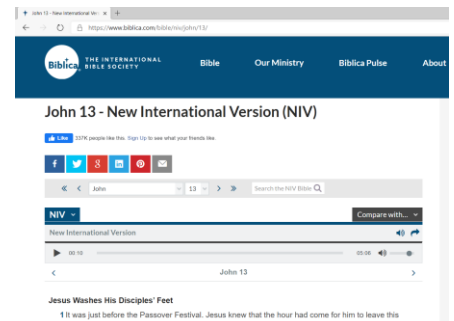 John 13 - New International Ver
https://www.biblica.com/bible/niv/john/13/
Biblica THE INTERNATIONAL BIBLE SOCIETY Bible Our Ministry Biblica Pulse About
John 13 - New International Version (NIV)
Like 337K people like this. Sign Up to see what your friends like.
John 13 Search the NIV Bible
NIV Compare with...
New International Version
00:10 05:06
John 13
Jesus Washes His Disciples' Feet
1 It was just before the Passover Festival. Jesus knew that the hour had come for him to leave this